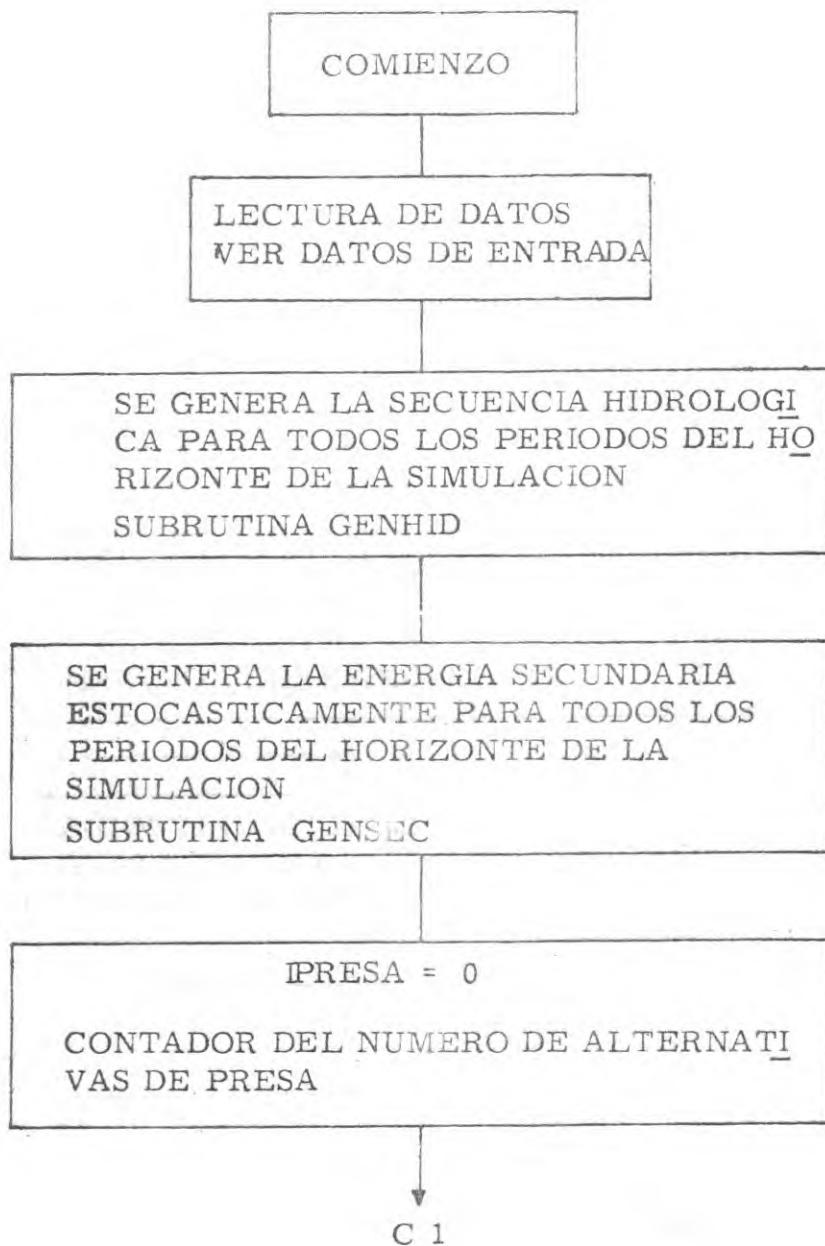 COMIENZO
LECTURA DE DATOS
VER DATOS DE ENTRADA
SE GENERA LA SECUENCIA HIDROLOGI
CA PARA TODOS LOS PERIODOS DEL HO
RIZONTE DE LA SIMULACION
SUBRUTINA GENHID
SE GENERA LA ENERGIA SECUNDARIA
ESTOCASTICAMENTE PARA TODOS LOS
PERIODOS DEL HORIZONTE DE LA
SIMULACION
SUBRUTINA GENSEC
IPRESA = 0
CONTADOR DEL NUMERO DE ALTERNATI
VAS DE PRESA
C 1